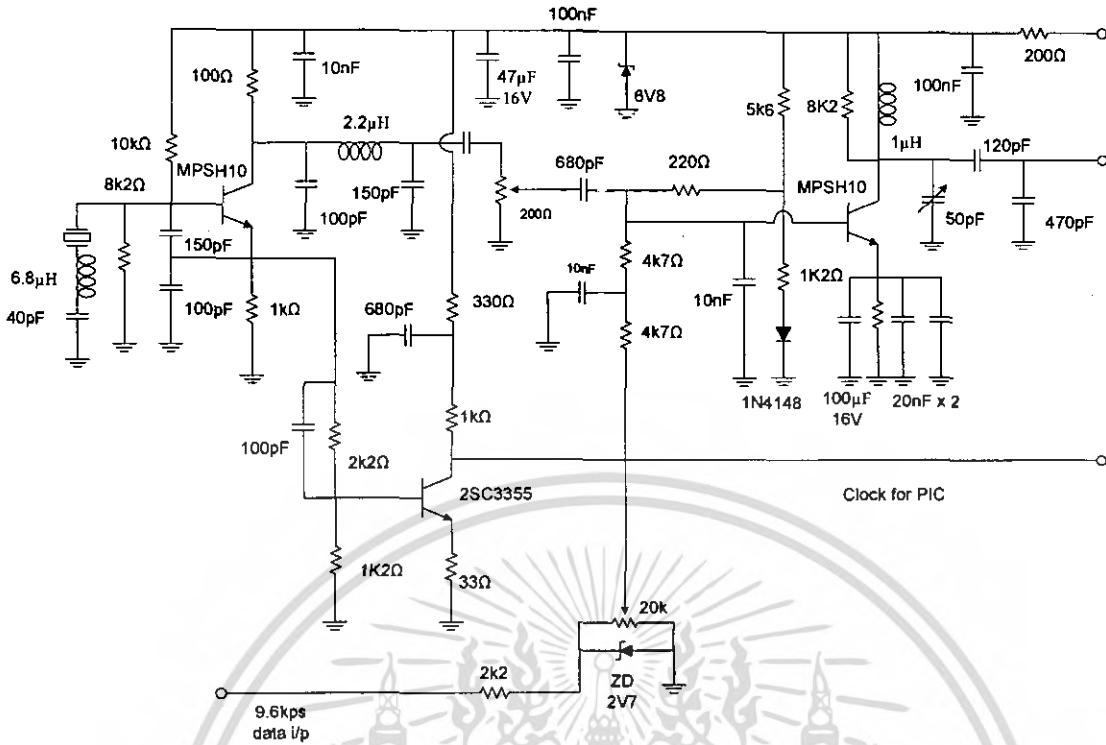 100nF
10nF
100Ω
47µF
16V
6V8
5k6
8K2
100nF
200Ω
10kΩ
2.2µH
1µH
120pF
8k2Ω
MPSH10
680pF
220Ω
MPSH10
150pF
200Ω
50pF
470pF
150pF
100pF
6.8µH
40pF
100pF
1kΩ
680pF
330Ω
10nF
4k7Ω
4k7Ω
10nF
1K2Ω
1N4148
100µF
16V
20nF x 2
100pF
2k2Ω
1kΩ
2SC3355
Clock for PIC
1K2Ω
33Ω
20k
2k2
ZD
2V7
9.6kps
data i/p